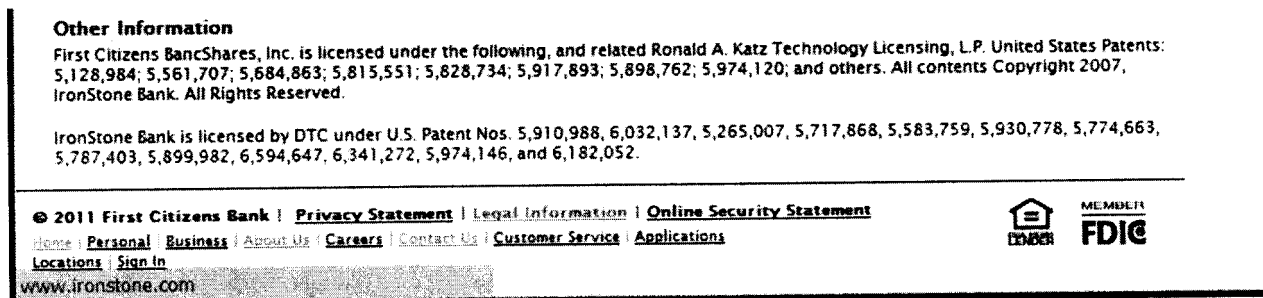 Other Information
First Citizens BancShares, Inc. is licensed under the following, and related Ronald A. Katz Technology Licensing, L.P. United States Patents:
5,128,984; 5,561,707; 5,684,863; 5,815,551; 5,828,734; 5,917,893; 5,898,762; 5,974,120; and others. All contents Copyright 2007,
IronStone Bank. All Rights Reserved.
IronStone Bank is licensed by DTC under U.S. Patent Nos. 5,910,988, 6,032,137, 5,265,007, 5,717,868, 5,583,759, 5,930,778, 5,774,663,
5,787,403, 5,899,982, 6,594,647, 6,341,272, 5,974,146, and 6,182,052.
© 2011 First Citizens Bank | Privacy Statement | Legal Information | Online Security Statement
Home | Personal | Business | About Us | Careers | Contact Us | Customer Service | Applications
Locations | Sign In
www.ironstone.com
MEMBER
FDIC